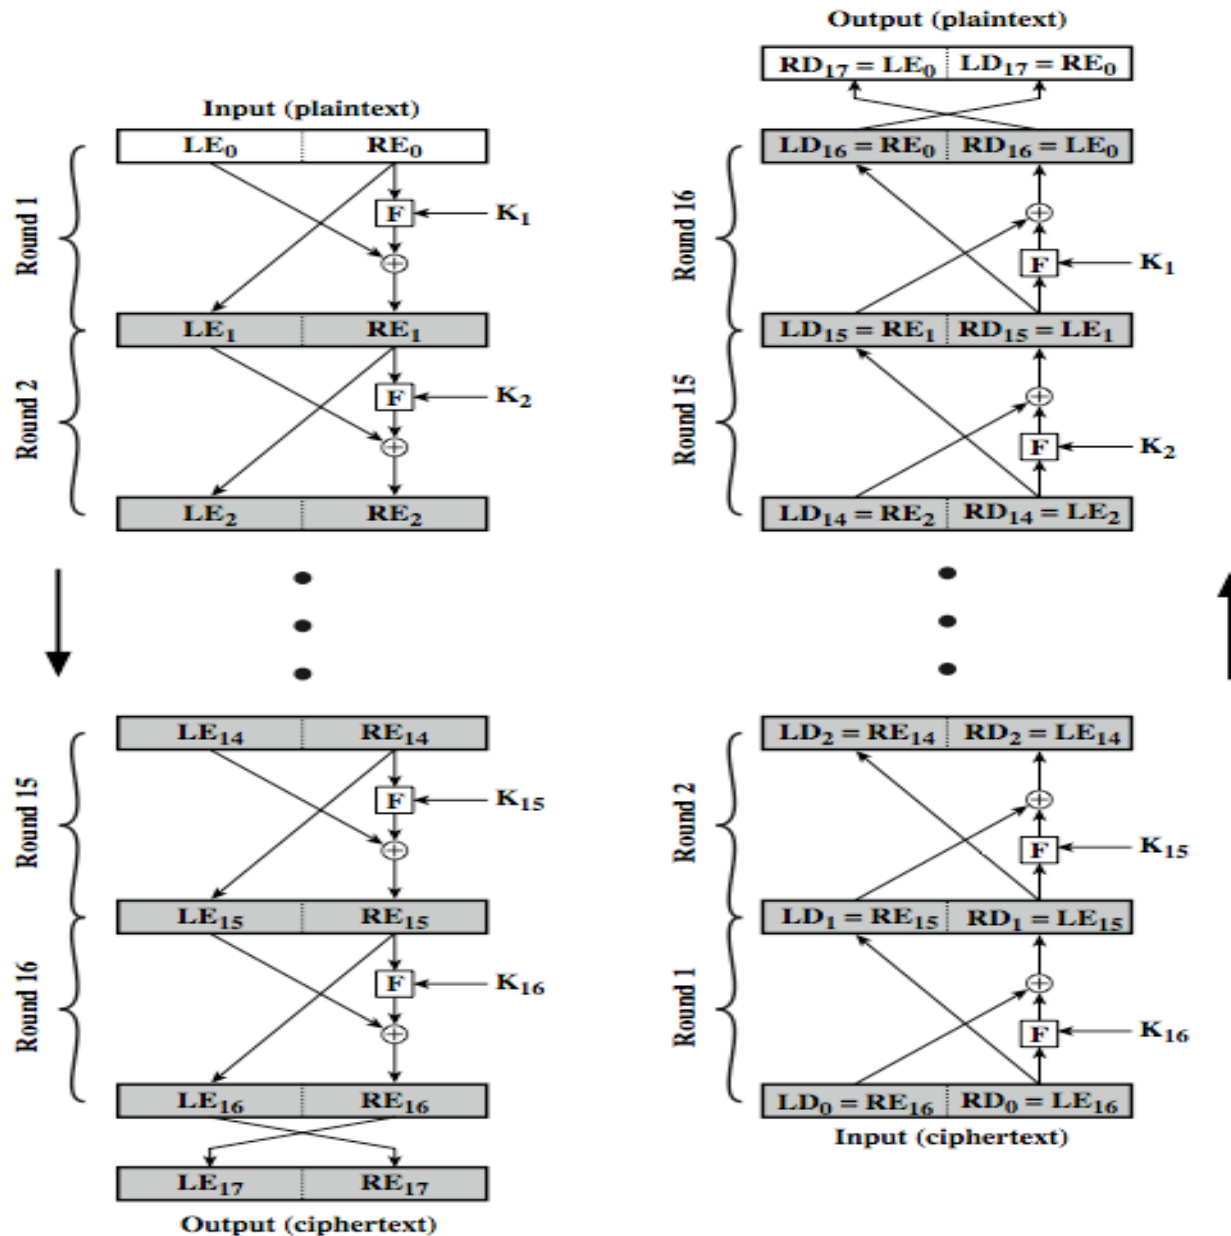 Input (plaintext)
LE₀ RE₀
Round 1
F K₁
+
LE₁ RE₁
Round 2
F K₂
+
LE₂ RE₂
LE₁₄ RE₁₄
Round 15
F K₁₅
+
LE₁₅ RE₁₅
Round 16
F K₁₆
+
LE₁₆ RE₁₆
LE₁₇ RE₁₇
Output (ciphertext)
Output (plaintext)
RD₁₇ = LE₀ LD₁₇ = RE₀
LD₁₆ = RE₀ RD₁₆ = LE₀
Round 16
+
F K₁
LD₁₅ = RE₁ RD₁₅ = LE₁
Round 15
+
F K₂
LD₁₄ = RE₂ RD₁₄ = LE₂
LD₂ = RE₁₄ RD₂ = LE₁₄
Round 2
+
F K₁₅
LD₁ = RE₁₅ RD₁ = LE₁₅
Round 1
+
F K₁₆
LD₀ = RE₁₆ RD₀ = LE₁₆
Input (ciphertext)